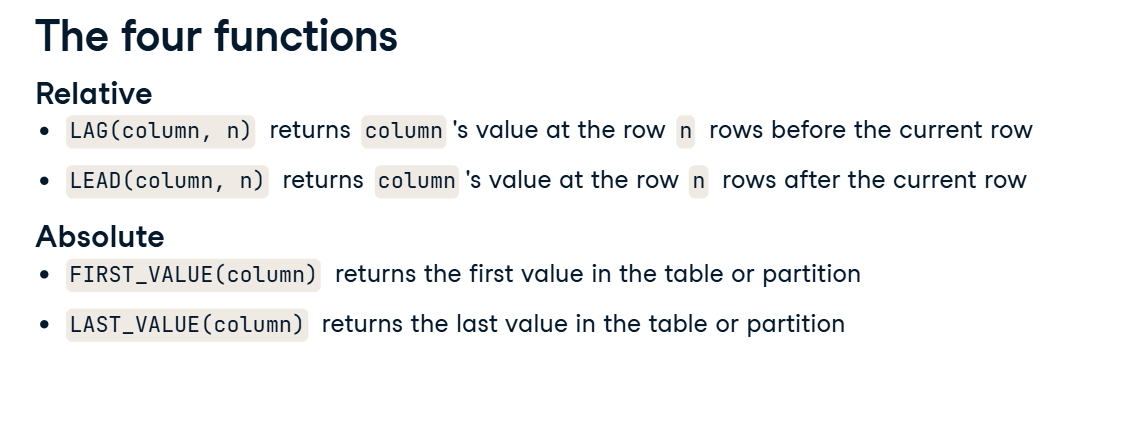 The four functions
Relative
• LAG(column, n) returns column 's value at the row n rows before the current row
• LEAD(column, n) returns column 's value at the row n rows after the current row
Absolute
• FIRST_VALUE(column) returns the first value in the table or partition
• LAST_VALUE(column) returns the last value in the table or partition